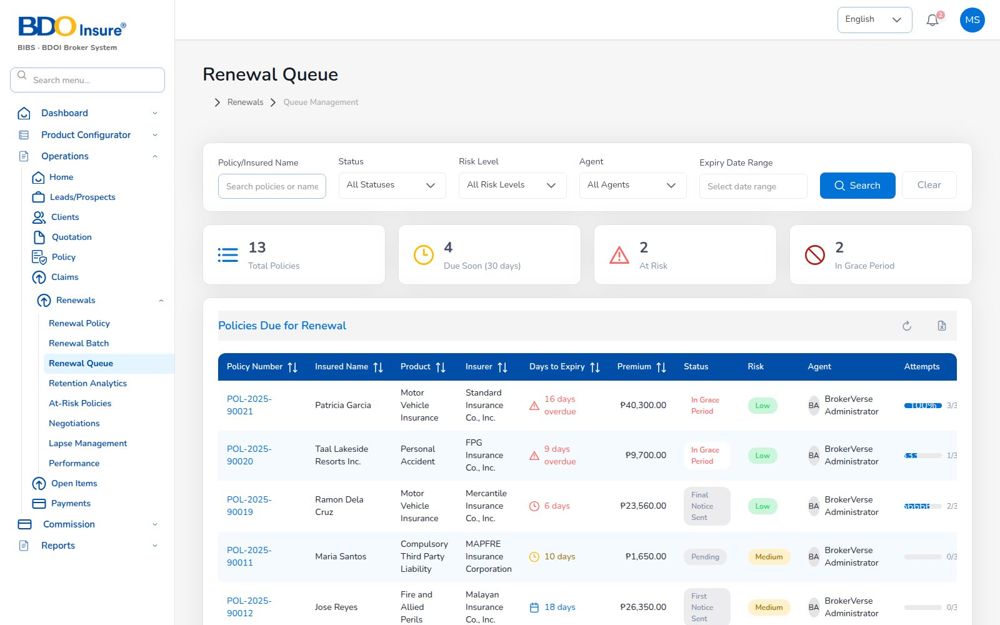 BDO Insure®
BIBS · BDOI Broker System
Search menu...
Dashboard
Product Configurator
Operations
Home
Leads/Prospects
Clients
Quotation
Policy
Claims
Renewals
Renewal Policy
Renewal Batch
Renewal Queue
Retention Analytics
At-Risk Policies
Negotiations
Lapse Management
Performance
Open Items
Payments
Commission
Reports
English
2
MS
Renewal Queue
Renewals
Queue Management
Policy/Insured Name
Search policies or name
Status
All Statuses
Risk Level
All Risk Levels
Agent
All Agents
Expiry Date Range
Select date range
Search
Clear
13
Total Policies
4
Due Soon (30 days)
2
At Risk
2
In Grace Period
Policies Due for Renewal
Policy Number
Insured Name
Product
Insurer
Days to Expiry
Premium
Status
Risk
Agent
Attempts
POL-2025-
90021
Patricia Garcia
Motor
Vehicle
Insurance
Standard
Insurance
Co., Inc.
16 days
overdue
₱40,300.00
In Grace
Period
Low
BA
BrokerVerse
Administrator
100%
3/3
POL-2025-
90020
Taal Lakeside
Resorts Inc.
Personal
Accident
FPG
Insurance
Co., Inc.
9 days
overdue
₱9,700.00
In Grace
Period
Low
BA
BrokerVerse
Administrator
1/3
POL-2025-
90019
Ramon Dela
Cruz
Motor
Vehicle
Insurance
Mercantile
Insurance
Co., Inc.
6 days
₱23,560.00
Final
Notice
Sent
Low
BA
BrokerVerse
Administrator
2/3
POL-2025-
90011
Maria Santos
Compulsory
Third Party
Liability
MAPFRE
Insurance
Corporation
10 days
₱1,650.00
Pending
Medium
BA
BrokerVerse
Administrator
0/3
POL-2025-
90012
Jose Reyes
Fire and
Allied
Perils
Malayan
Insurance
Co., Inc.
18 days
₱26,350.00
First
Notice
Sent
Medium
BA
BrokerVerse
Administrator
0/3